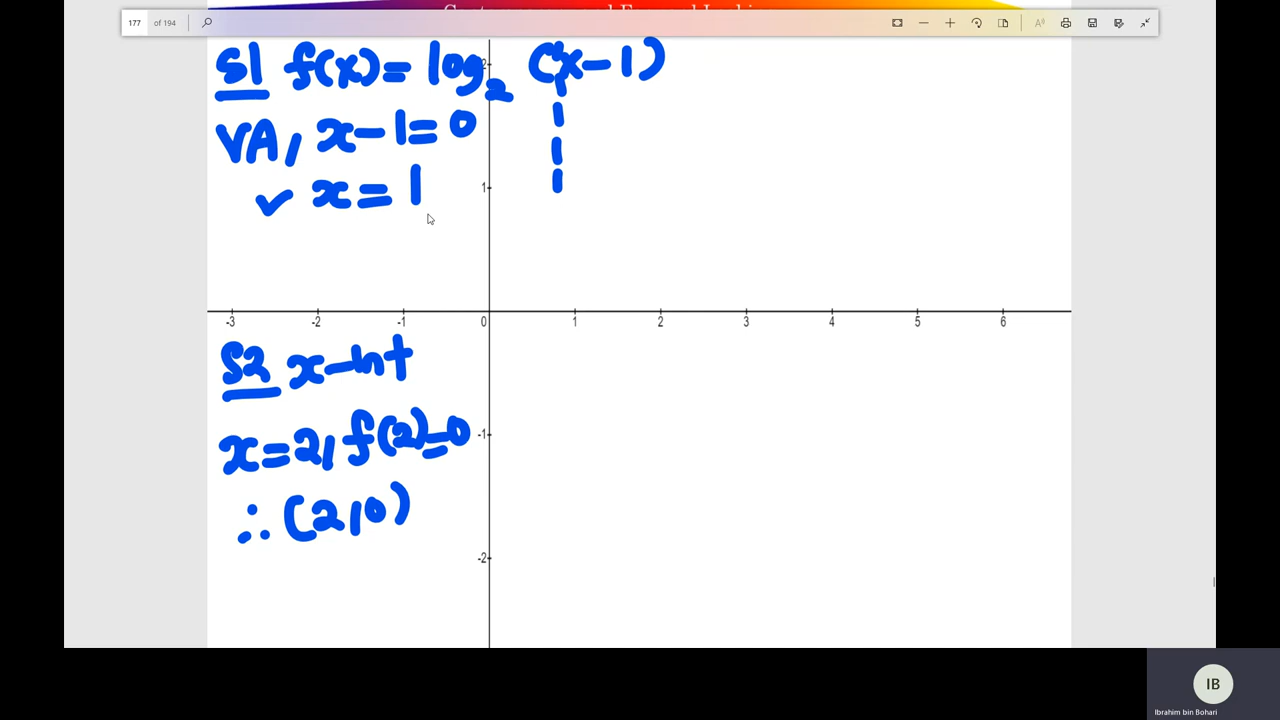 177 of 194
S1 f(x) = log₂ (x-1)
VA, x-1=0
✓ x=1
2
1
-3 -2 -1 0 1 2 3 4 5 6
S2 x-int
x=2, f(2)=0
∴ (2,0)
-1
-2
IB
Ibrahim bin Bohari